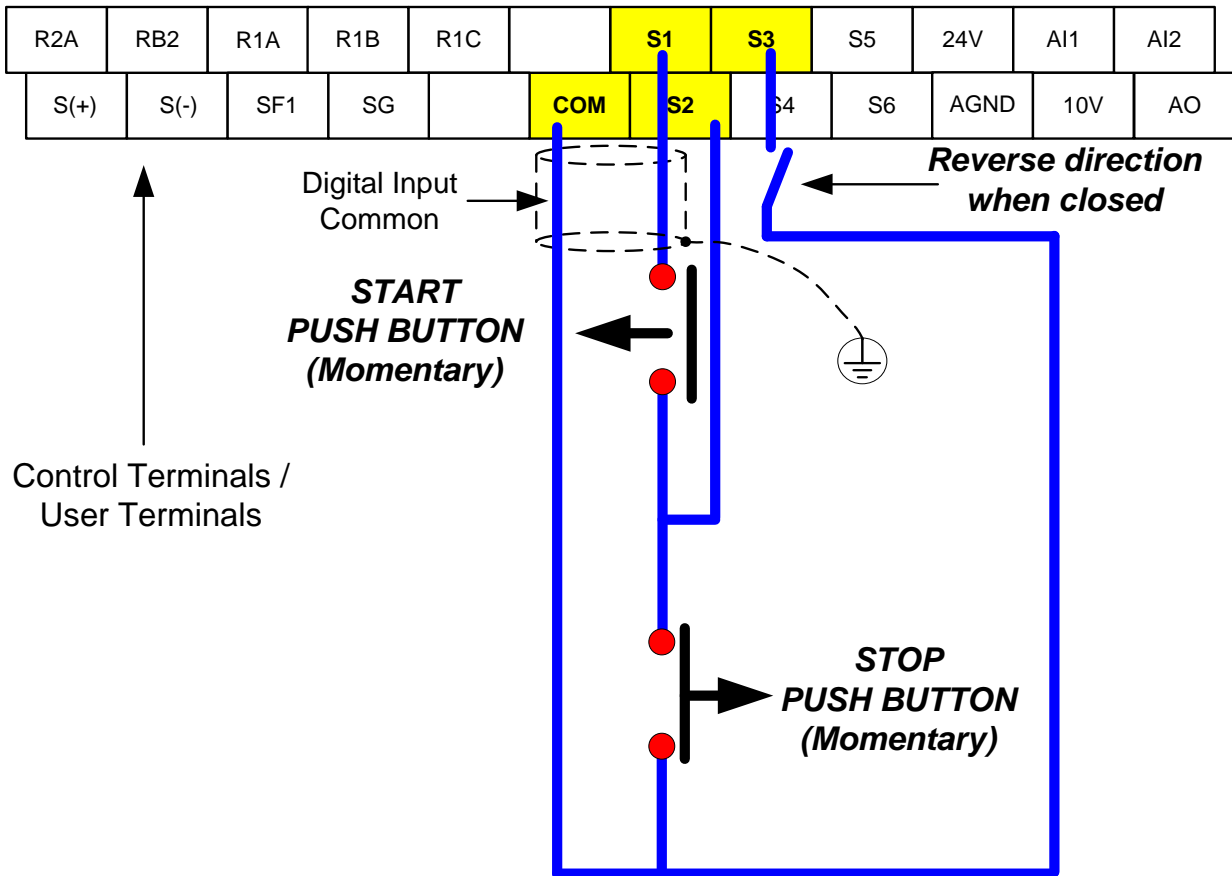 R2A RB2 R1A R1B R1C S1 S3 S5 24V AI1 AI2
S(+) S(-) SF1 SG COM S2 S4 S6 AGND 10V AO
Digital Input
Common
Reverse direction
when closed
START
PUSH BUTTON
(Momentary)
Control Terminals /
User Terminals
STOP
PUSH BUTTON
(Momentary)